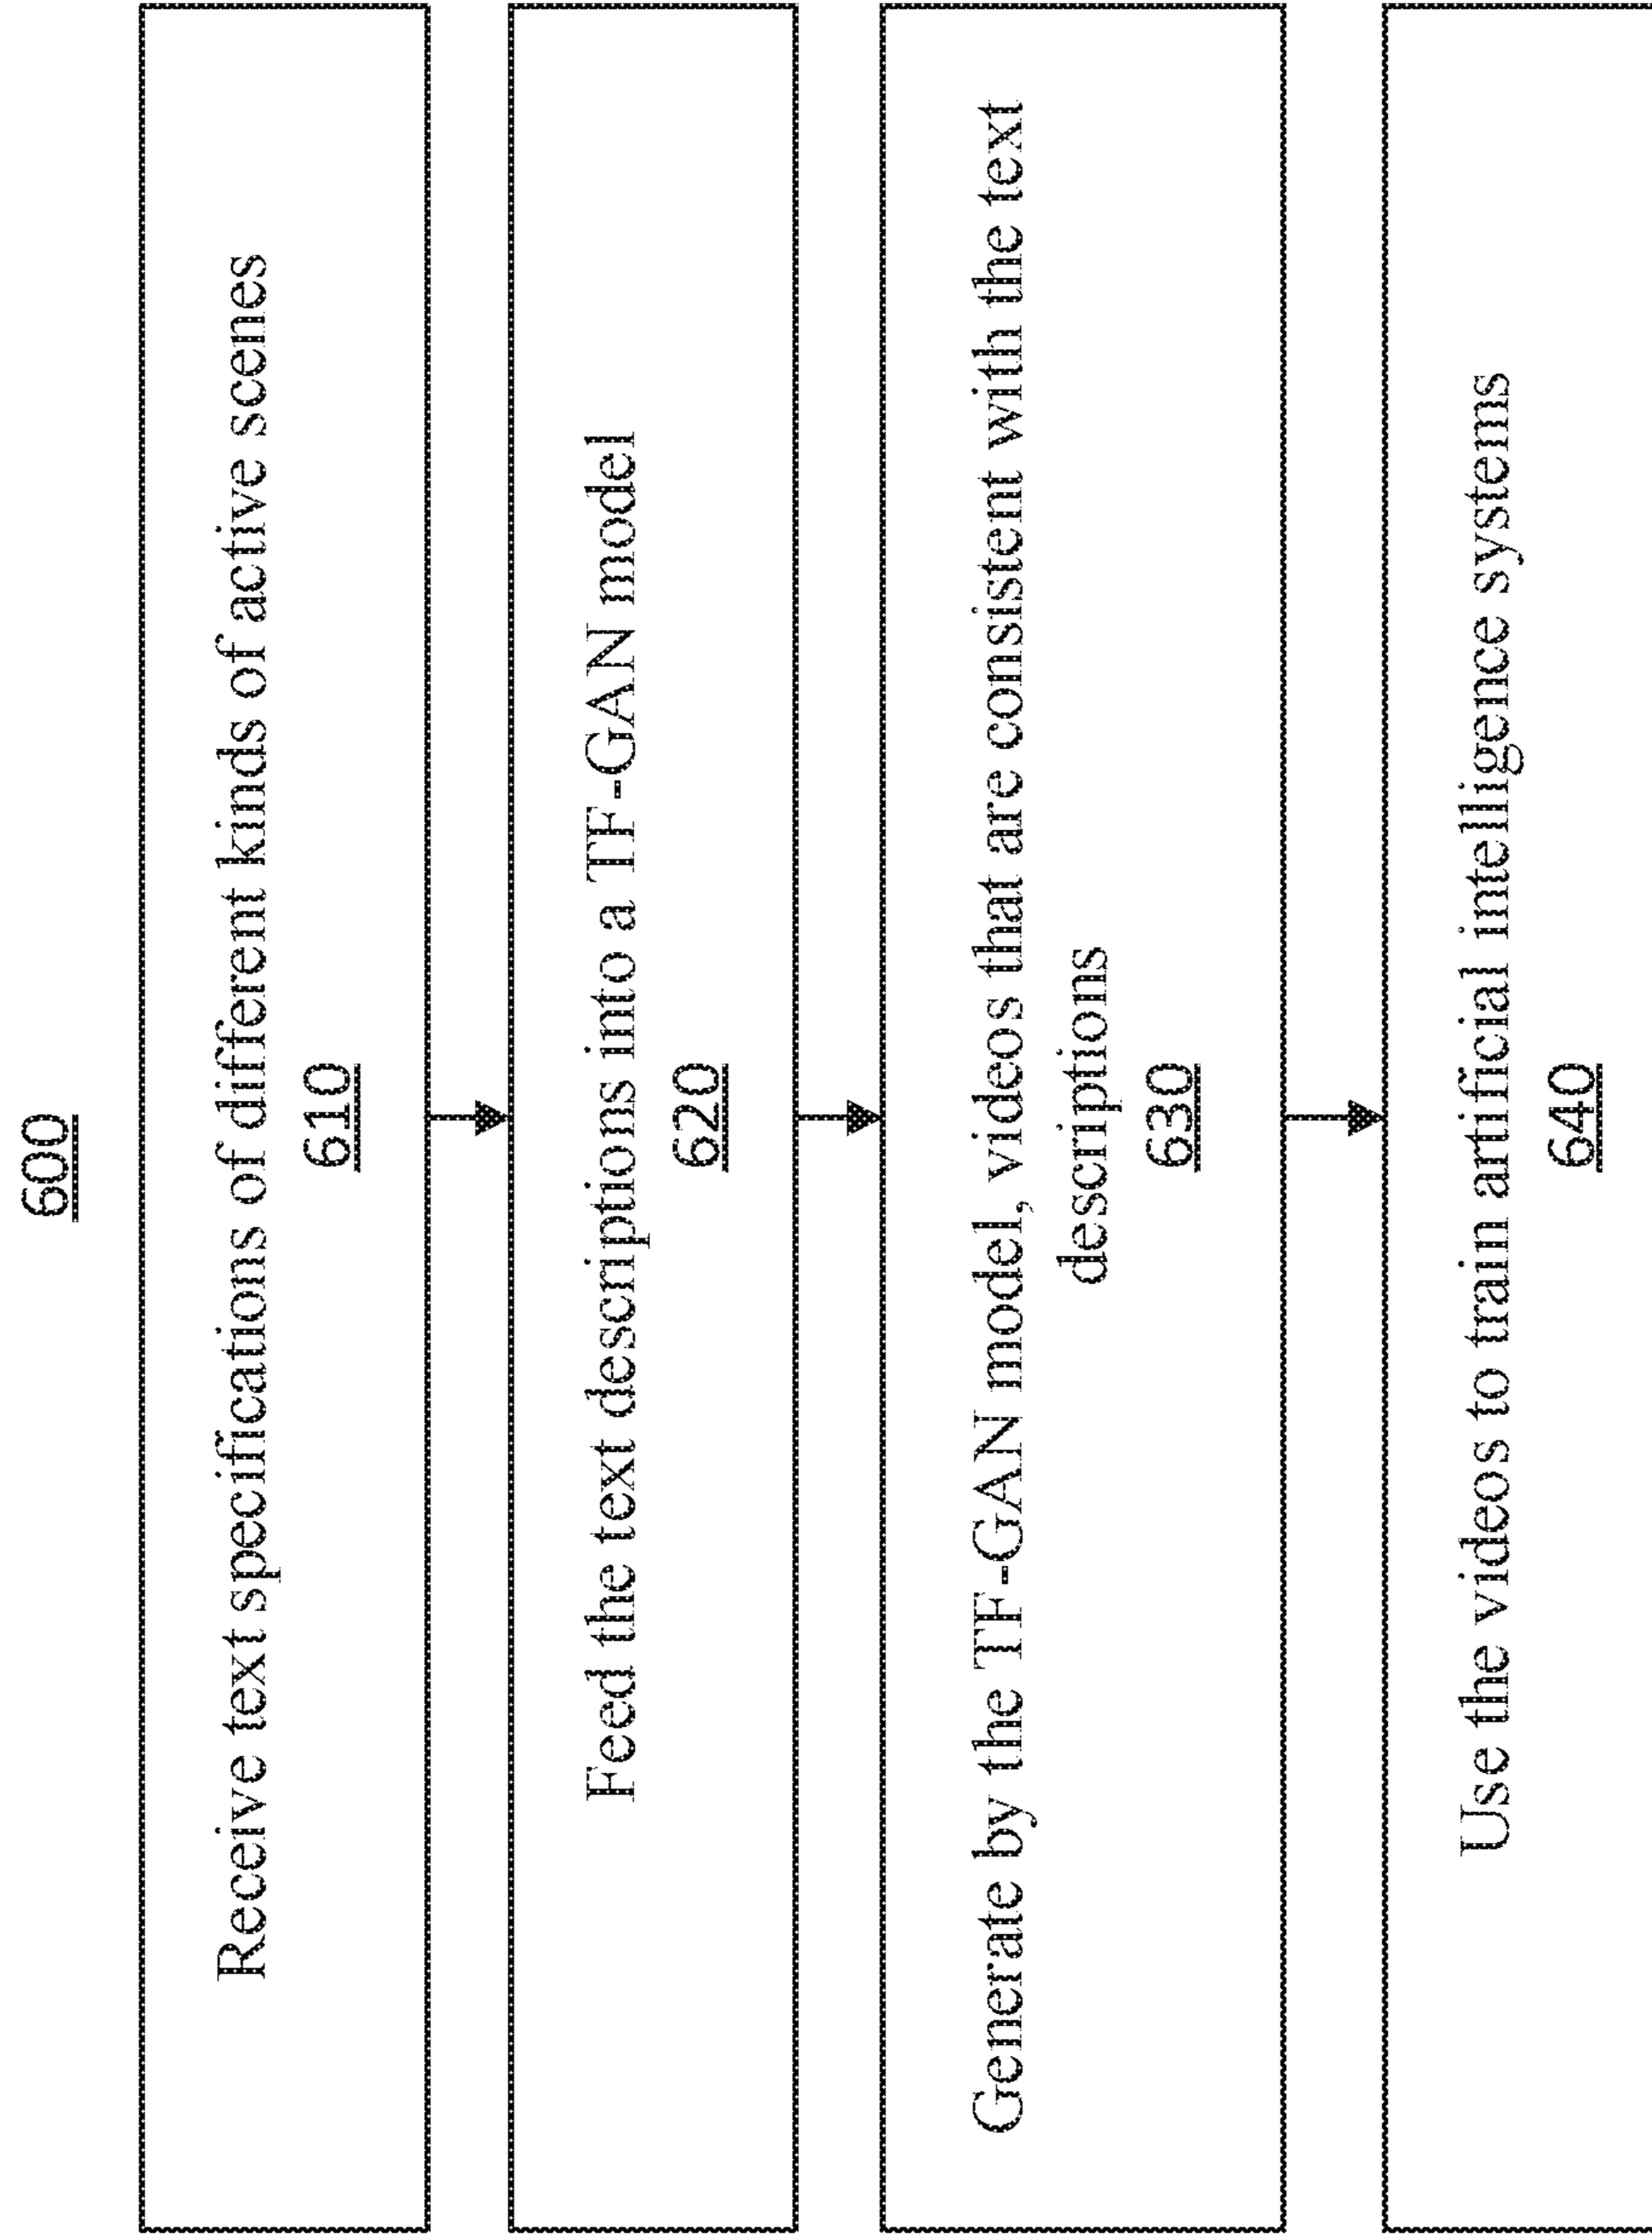 600
Receive text specifications of different kinds of active scenes
610
Feed the text descriptions into a TF-GAN model
620
Generate by the TF-GAN model, videos that are consistent with the text
descriptions
630
Use the videos to train artificial intelligence systems
640